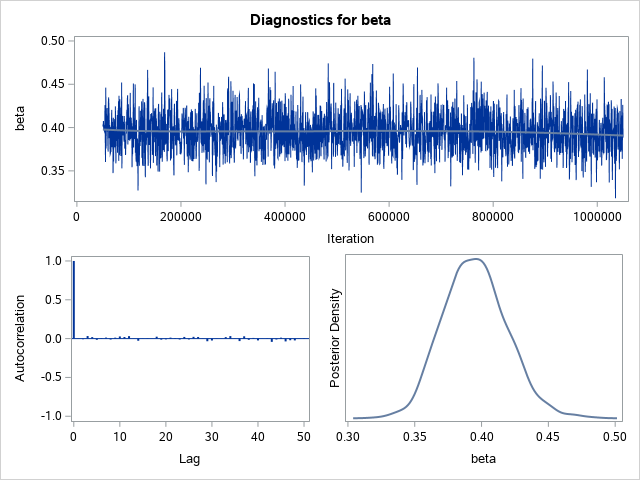 Diagnostics for beta
0.50
0.45
0.40
0.35
beta
0 200000 400000 600000 800000 1000000
Iteration
1.0
0.5
0.0
-0.5
-1.0
Autocorrelation
0 10 20 30 40 50
Lag
Posterior Density
0.30 0.35 0.40 0.45 0.50
beta